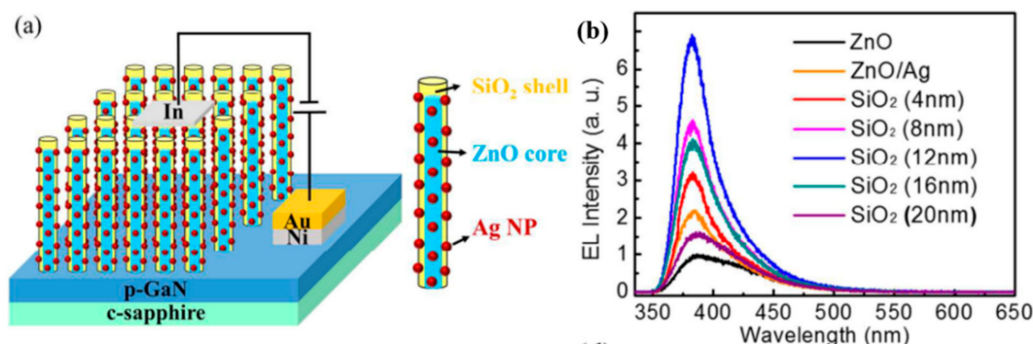 (a)
In
Au
Ni
p-GaN
c-sapphire
SiO₂ shell
ZnO core
Ag NP
(b)
EL Intensity (a. u.)
6
5
4
3
2
1
0
ZnO
ZnO/Ag
SiO₂ (4nm)
SiO₂ (8nm)
SiO₂ (12nm)
SiO₂ (16nm)
SiO₂ (20nm)
350 400 450 500 550 600 650
Wavelength (nm)